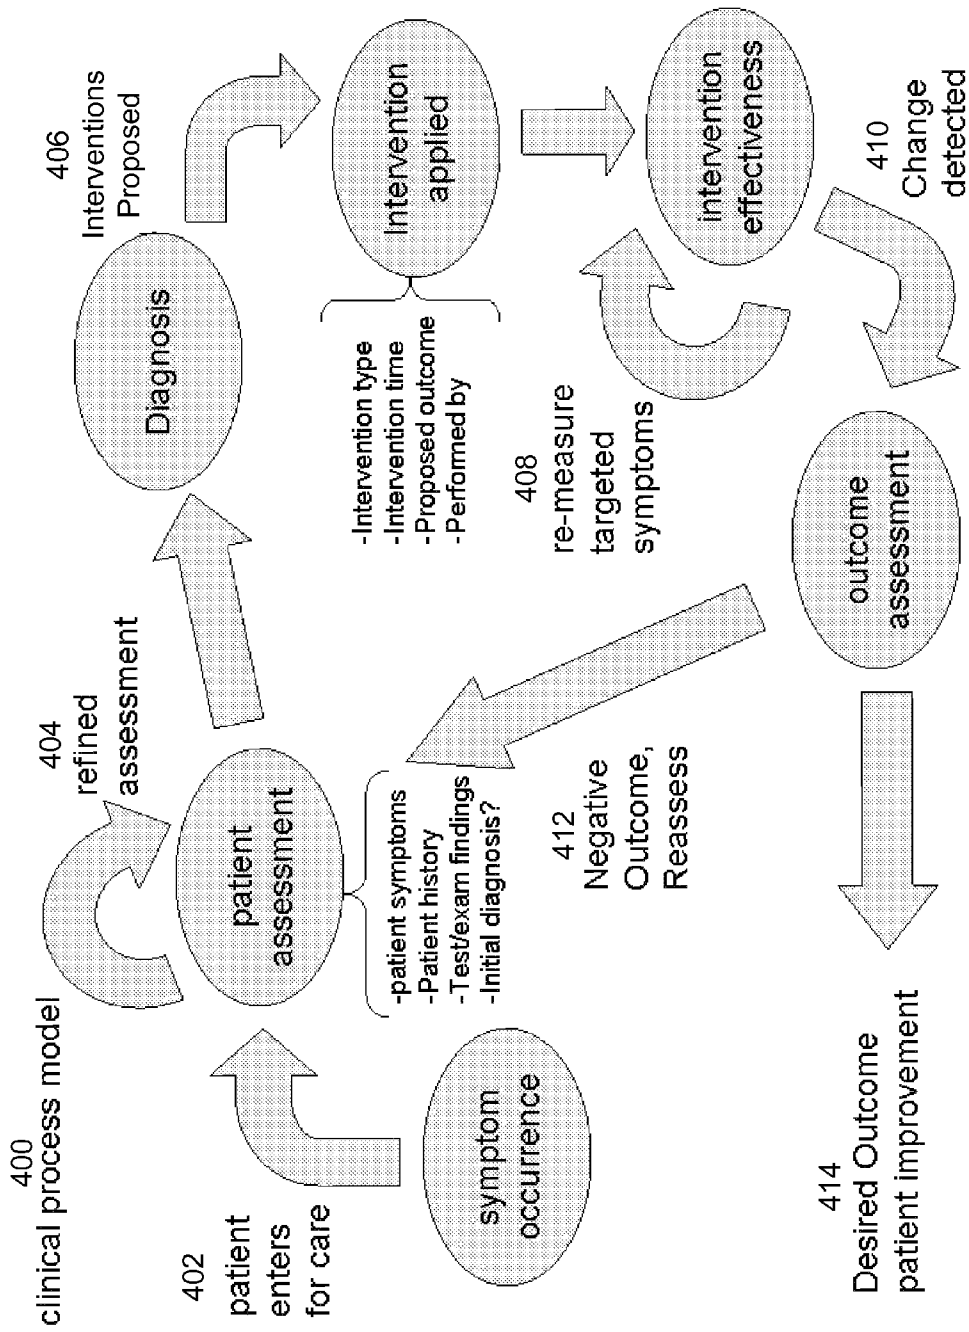 400
clinical process model
402
patient
enters
for care
symptom
occurrence
404
refined
assessment
patient
assessment
-patient symptoms
-Patient history
-Test/exam findings
-Initial diagnosis?
Diagnosis
406
Interventions
Proposed
Intervention
applied
-Intervention type
-Intervention time
-Proposed outcome
-Performed by
408
re-measure
targeted
symptoms
intervention
effectiveness
410
Change
detected
outcome
assessment
412
Negative
Outcome,
Reassess
414
Desired Outcome
patient improvement